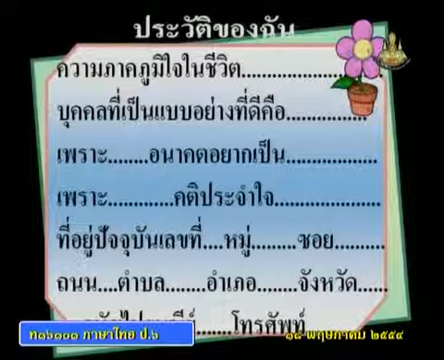 ประวัติของฉัน
ความภาคภูมิใจในชีวิต.....................
บุคคลที่เป็นแบบอย่างที่ดีคือ...............
เพราะ........อนาคตอยากเป็น.................
เพราะ.............คติประจำใจ....................
ที่อยู่ปัจจุบันเลขที่....หมู่.........ซอย..........
ถนน....ตำบล........อำเภอ........จังหวัด......
.......โทรศัพท์
ท๑๖๑๐๑ ภาษาไทย ป.๖
๑๘ พฤษภาคม ๒๕๕๔